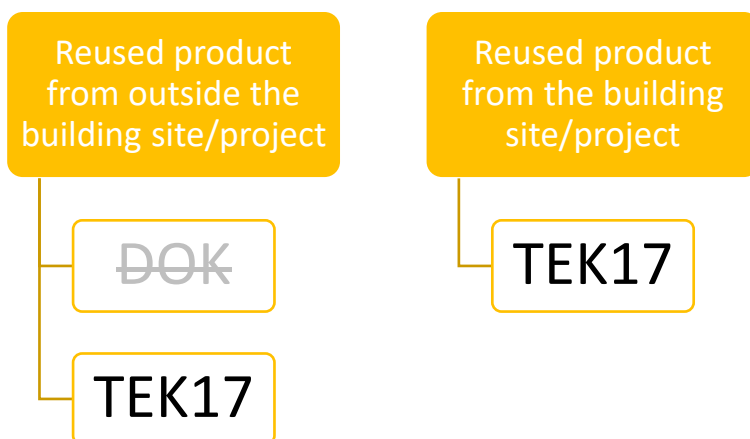 Reused product
from outside the
building site/project
DOK
TEK17
Reused product
from the building
site/project
TEK17